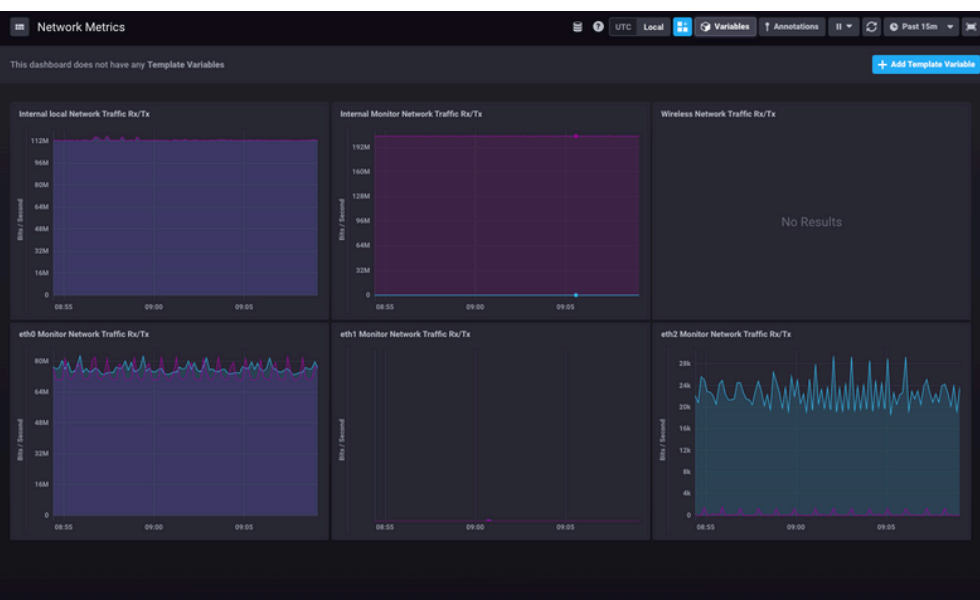 Network Metrics
UTC Local Variables Annotations Past 15m
This dashboard does not have any Template Variables
+ Add Template Variable
Internal local Network Traffic Rx/Tx
Bits / Second
112M
96M
80M
64M
48M
32M
16M
0
08:55 09:00 09:05
Internal Monitor Network Traffic Rx/Tx
Bits / Second
192M
160M
128M
96M
64M
32M
0
08:55 09:00 09:05
Wireless Network Traffic Rx/Tx
No Results
eth0 Monitor Network Traffic Rx/Tx
Bits / Second
80M
64M
48M
32M
16M
0
08:55 09:00 09:05
eth1 Monitor Network Traffic Rx/Tx
Bits / Second
08:55 09:00 09:05
eth2 Monitor Network Traffic Rx/Tx
Bits / Second
28k
24k
20k
16k
12k
8k
4k
0
08:55 09:00 09:05